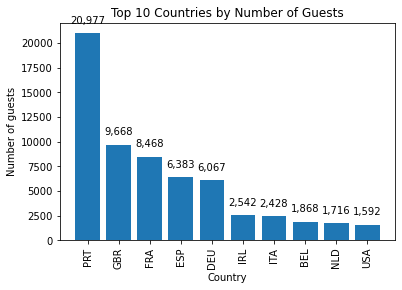 Top 10 Countries by Number of Guests
20,977
9,668
8,468
6,383
6,067
2,542
2,428
1,868
1,716
1,592
Number of guests
20000
17500
15000
12500
10000
7500
5000
2500
0
PRT
GBR
FRA
ESP
DEU
IRL
ITA
BEL
NLD
USA
Country